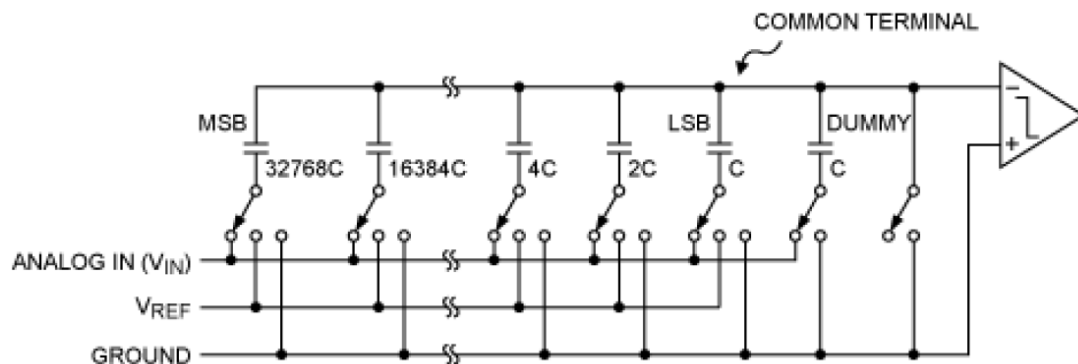 COMMON TERMINAL
MSB
LSB
DUMMY
32768C
16384C
4C
2C
C
C
ANALOG IN (VIN)
VREF
GROUND
−
+